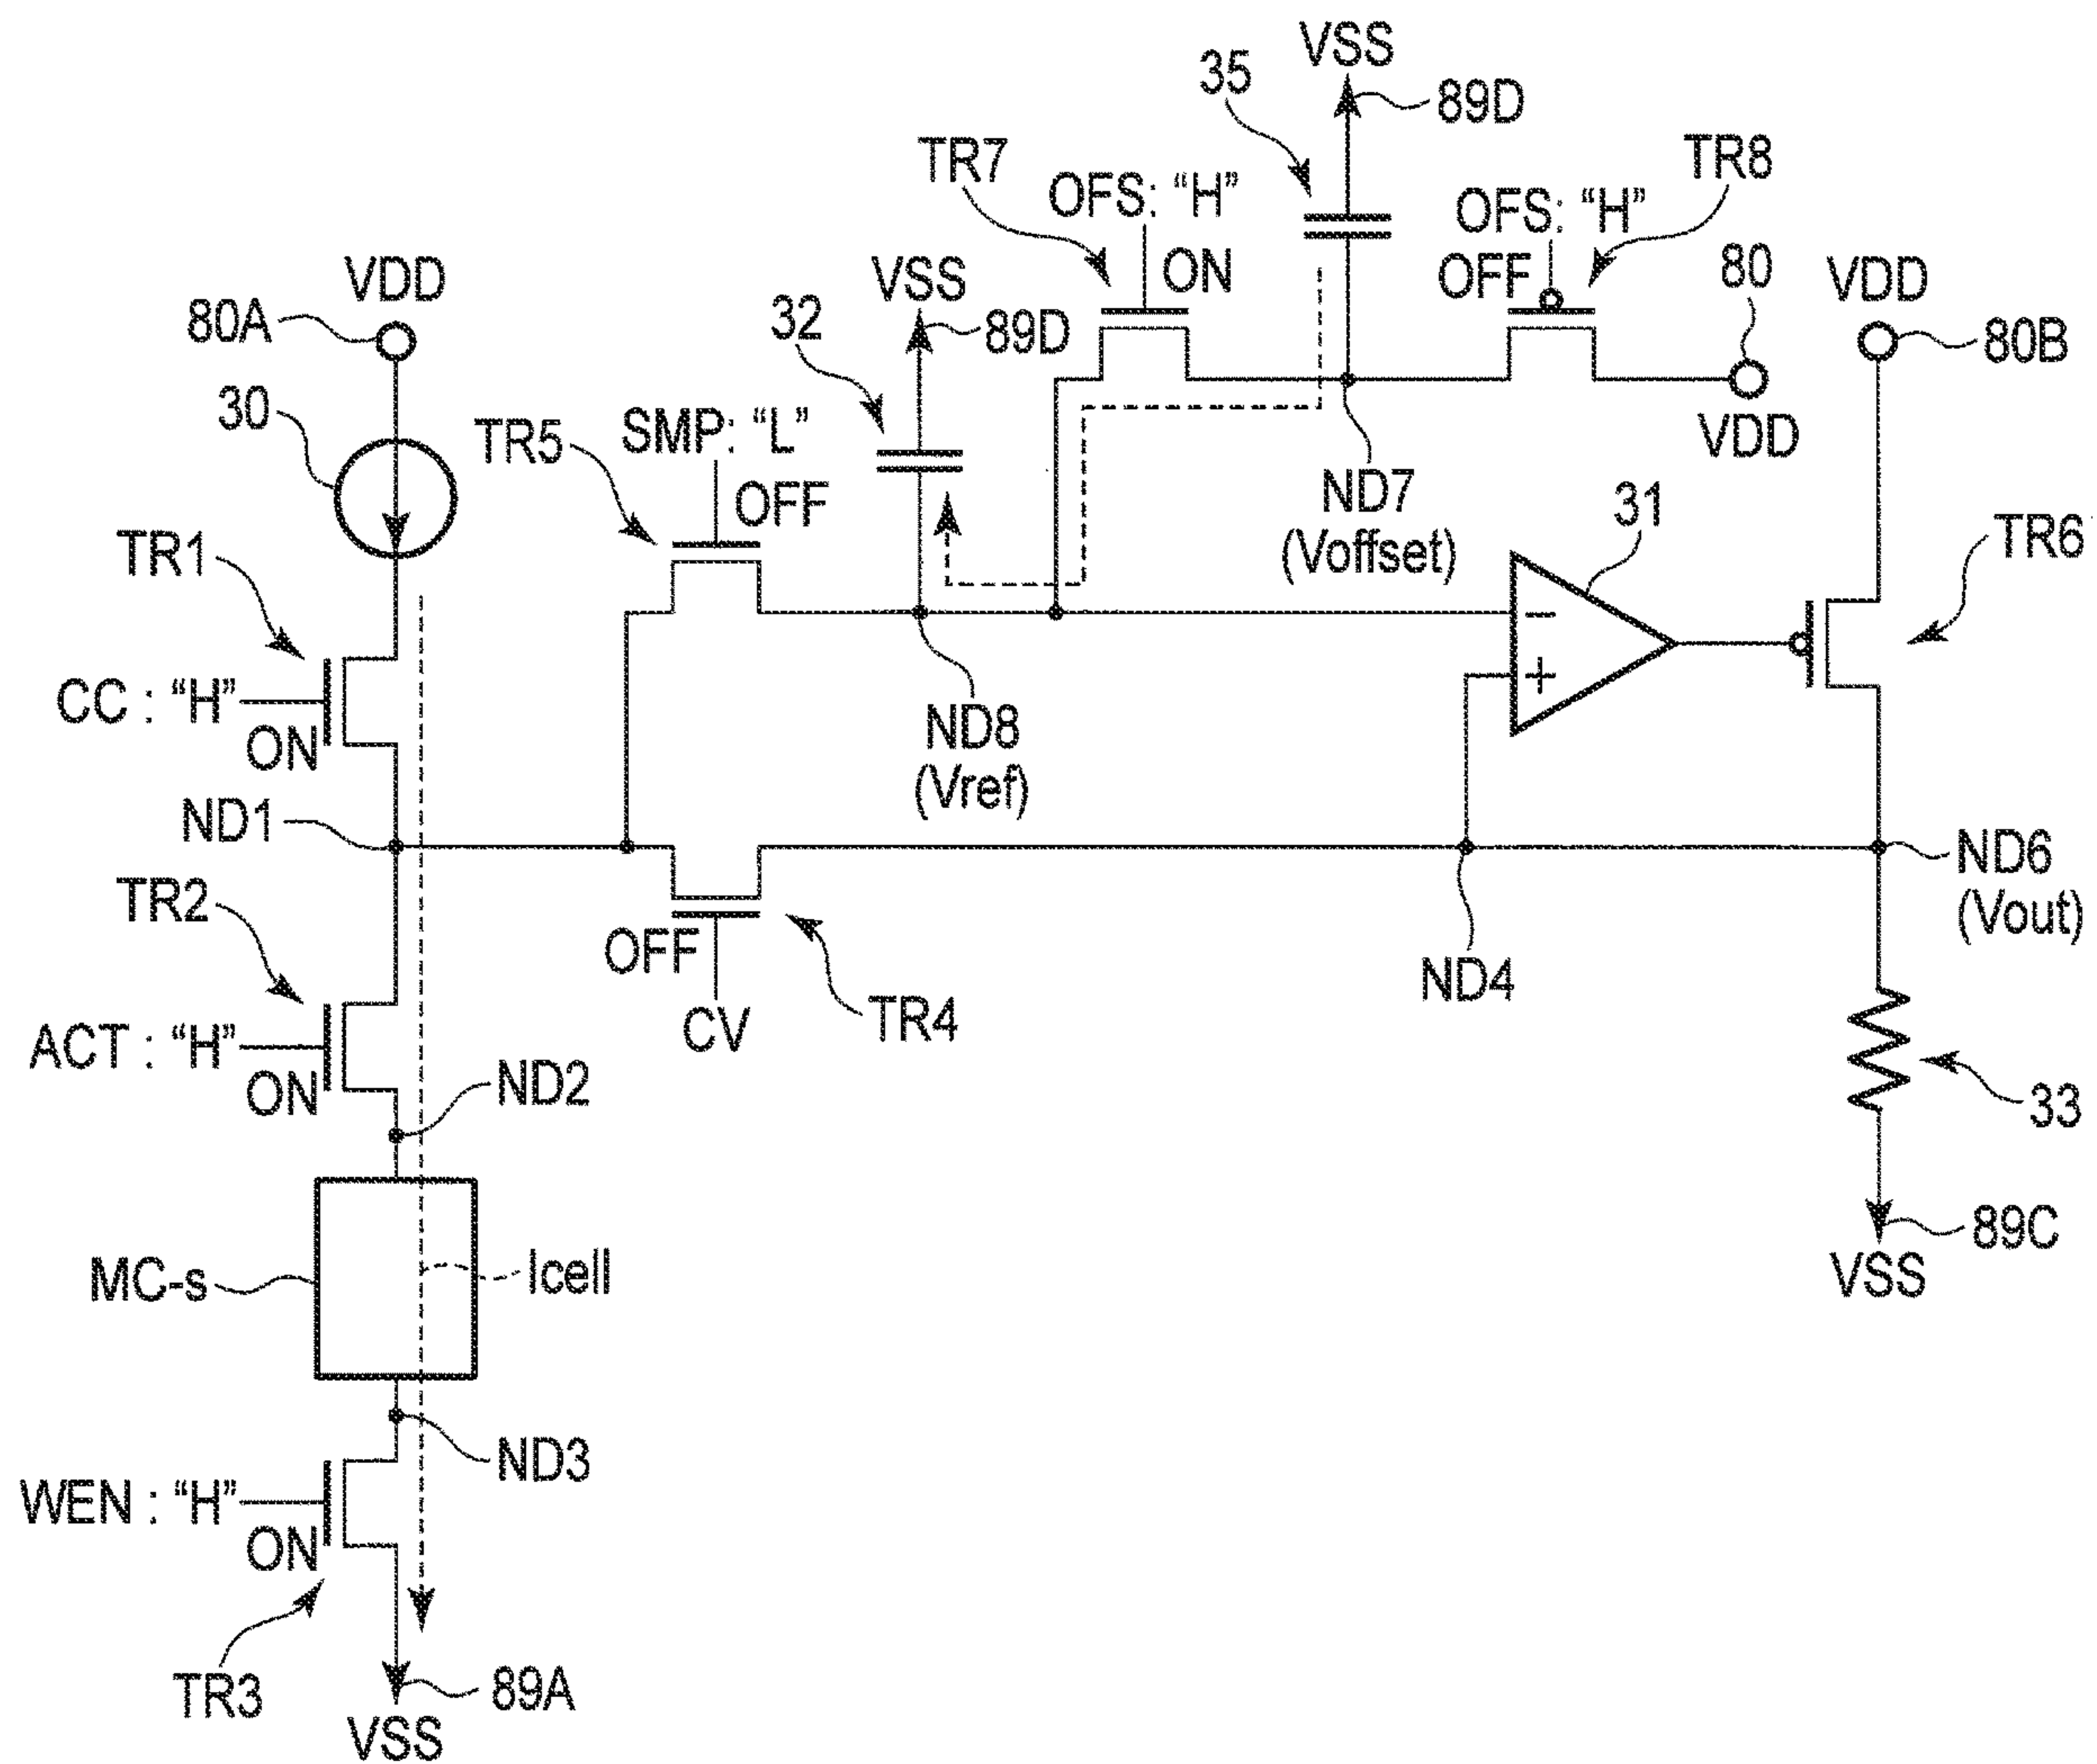 VSS
35
89D
TR7
OFS: “H”
ON
TR8
OFS: “H”
OFF
80
VDD
VDD
80B
VDD
80A
VSS
32
89D
30
SMP: “L”
TR5
OFF
ND7
(Voffset)
31
TR6
TR1
CC : “H”
ON
−
+
ND8
(Vref)
ND1
ND6
(Vout)
TR2
OFF
CV
TR4
ND4
ACT : “H”
ON
ND2
33
MC-s
Icell
89C
VSS
ND3
WEN : “H”
ON
TR3
89A
VSS